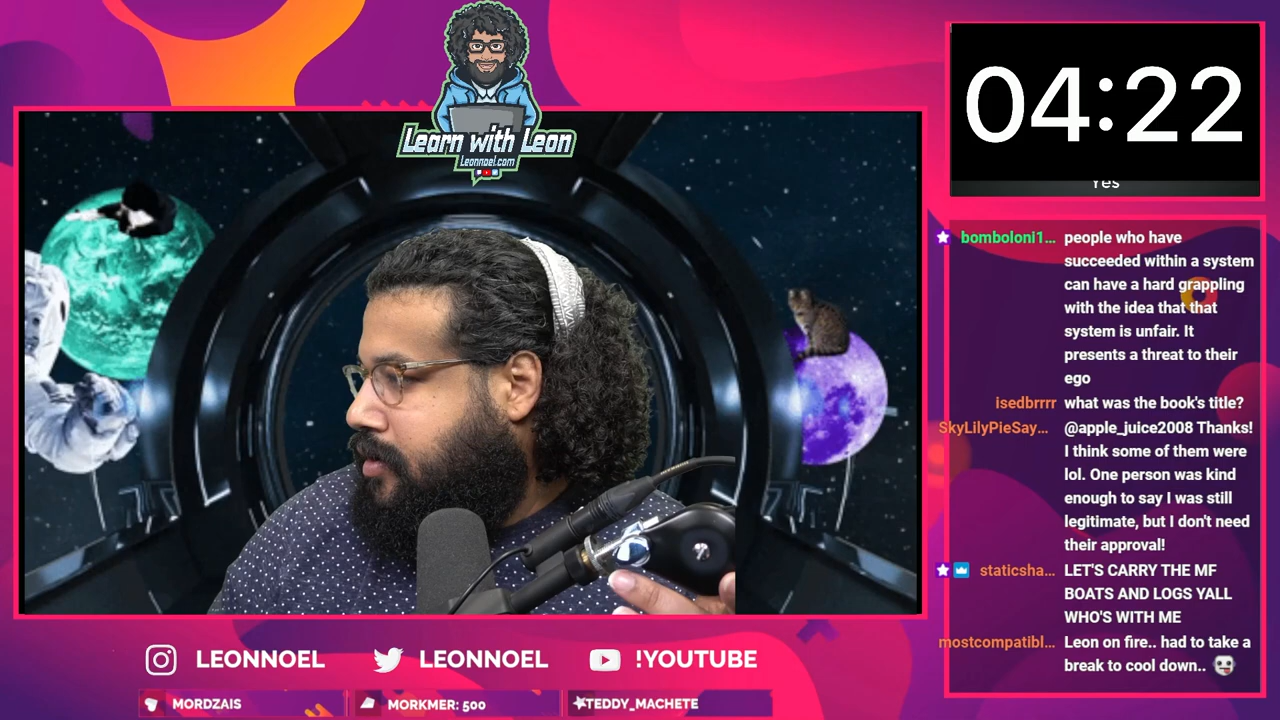 Learn with Leon
Leonnoel.com
04:22
Yes
bomboloni1... people who have
succeeded within a system
can have a hard grappling
with the idea that that
system is unfair. It
presents a threat to their
ego
isedbrrrr what was the book's title?
SkyLilyPieSay... @apple_juice2008 Thanks!
I think some of them were
lol. One person was kind
enough to say I was still
legitimate, but I don't need
their approval!
staticsha... LET'S CARRY THE MF
BOATS AND LOGS YALL
WHO'S WITH ME
mostcompatibl... Leon on fire.. had to take a
break to cool down..
LEONNOEL
LEONNOEL
!YOUTUBE
MORDZAIS
MORKMER: 500
TEDDY_MACHETE